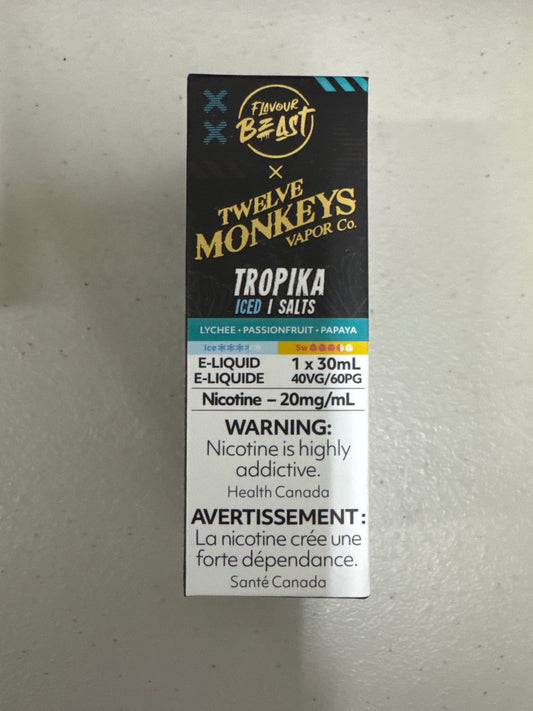 FLAVOUR
BEAST
×
TWELVE
MONKEYS
VAPOR Co.
TROPIKA
ICED | SALTS
LYCHEE • PASSIONFRUIT • PAPAYA
Ice Sw
E-LIQUID 1 x 30mL
E-LIQUIDE 40VG/60PG
Nicotine – 20mg/mL
WARNING:
Nicotine is highly
addictive.
Health Canada
AVERTISSEMENT :
La nicotine crée une
forte dépendance.
Santé Canada